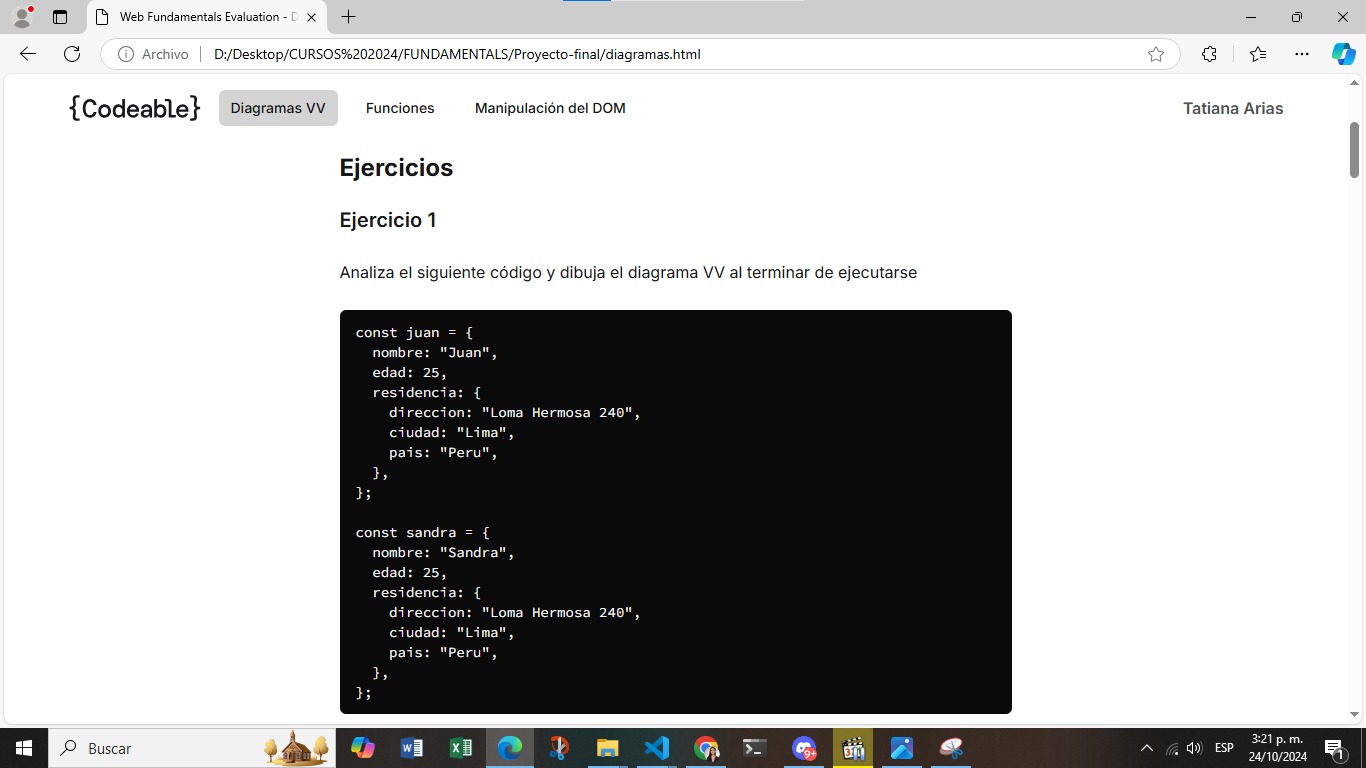 Web Fundamentals Evaluation - D
Archivo
D:/Desktop/CURSOS%202024/FUNDAMENTALS/Proyecto-final/diagramas.html
{Codeable}
Diagramas VV
Funciones
Manipulación del DOM
Tatiana Arias
Ejercicios
Ejercicio 1
Analiza el siguiente código y dibuja el diagrama VV al terminar de ejecutarse
const juan = {
  nombre: "Juan",
  edad: 25,
  residencia: {
    direccion: "Loma Hermosa 240",
    ciudad: "Lima",
    pais: "Peru",
  },
};
const sandra = {
  nombre: "Sandra",
  edad: 25,
  residencia: {
    direccion: "Loma Hermosa 240",
    ciudad: "Lima",
    pais: "Peru",
  },
};
Buscar
9+
ESP
3:21 p. m.
24/10/2024
1